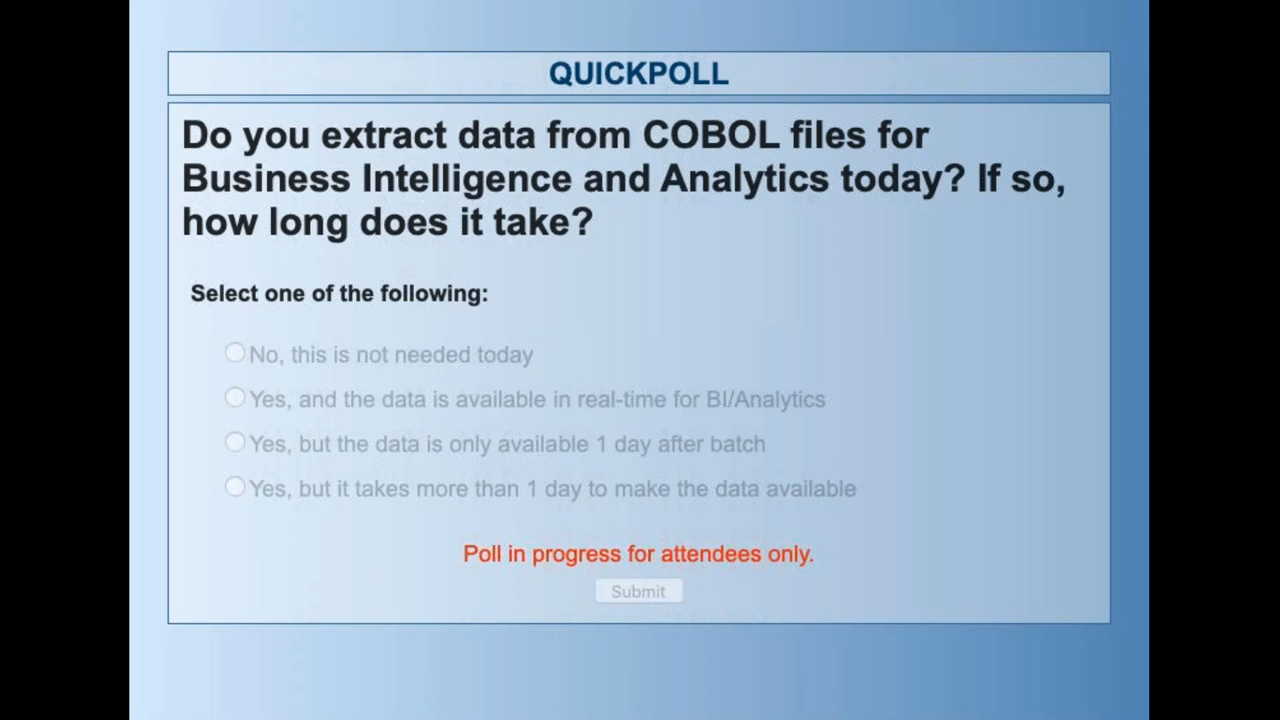 QUICKPOLL
Do you extract data from COBOL files for
Business Intelligence and Analytics today? If so,
how long does it take?
Select one of the following:
No, this is not needed today
Yes, and the data is available in real-time for BI/Analytics
Yes, but the data is only available 1 day after batch
Yes, but it takes more than 1 day to make the data available
Poll in progress for attendees only.
Submit